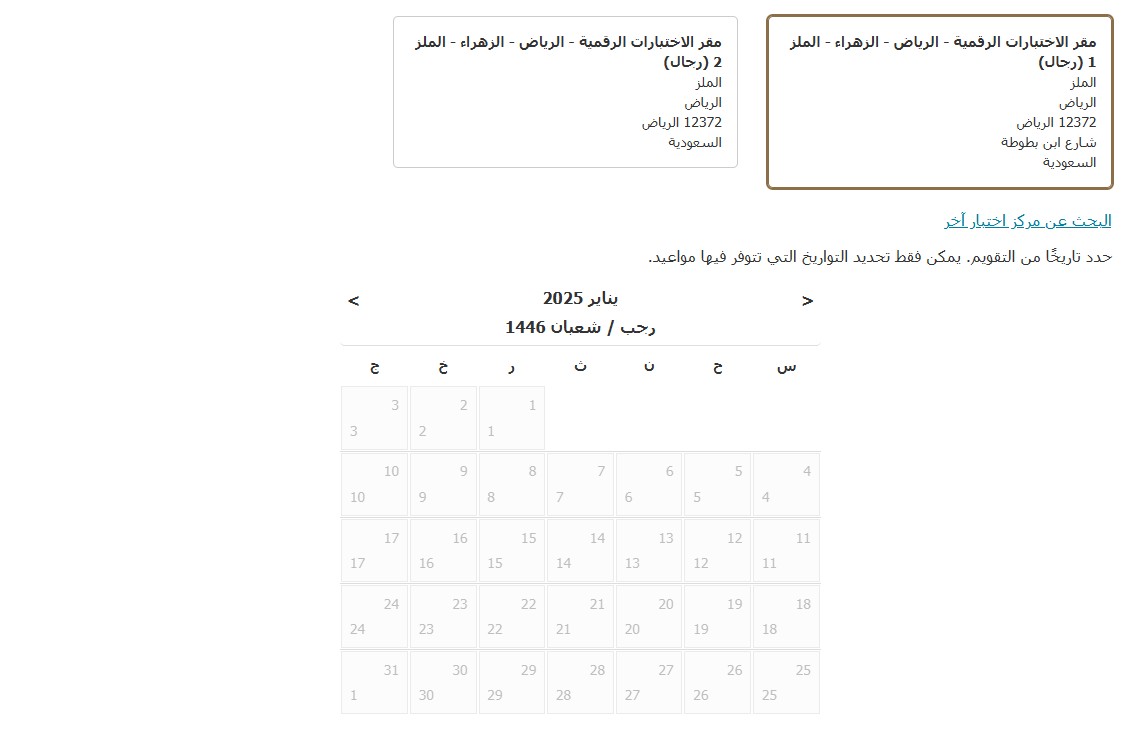 مقر الاختبارات الرقمية - الرياض - الزهراء - الملز
1 (رجال)
الملز
الرياض
12372 الرياض
شارع ابن بطوطة
السعودية
مقر الاختبارات الرقمية - الرياض - الزهراء - الملز
2 (رجال)
الملز
الرياض
12372 الرياض
السعودية
البحث عن مركز اختبار آخر
حدد تاريخًا من التقويم. يمكن فقط تحديد التواريخ التي تتوفر فيها مواعيد.
< يناير 2025 >
رجب / شعبان 1446
س ح ن ث ر خ ج
1 2 3
1 2 3
4 5 6 7 8 9 10
4 5 6 7 8 9 10
11 12 13 14 15 16 17
11 12 13 14 15 16 17
18 19 20 21 22 23 24
18 19 20 21 22 23 24
25 26 27 28 29 30 31
25 26 27 28 29 30 1